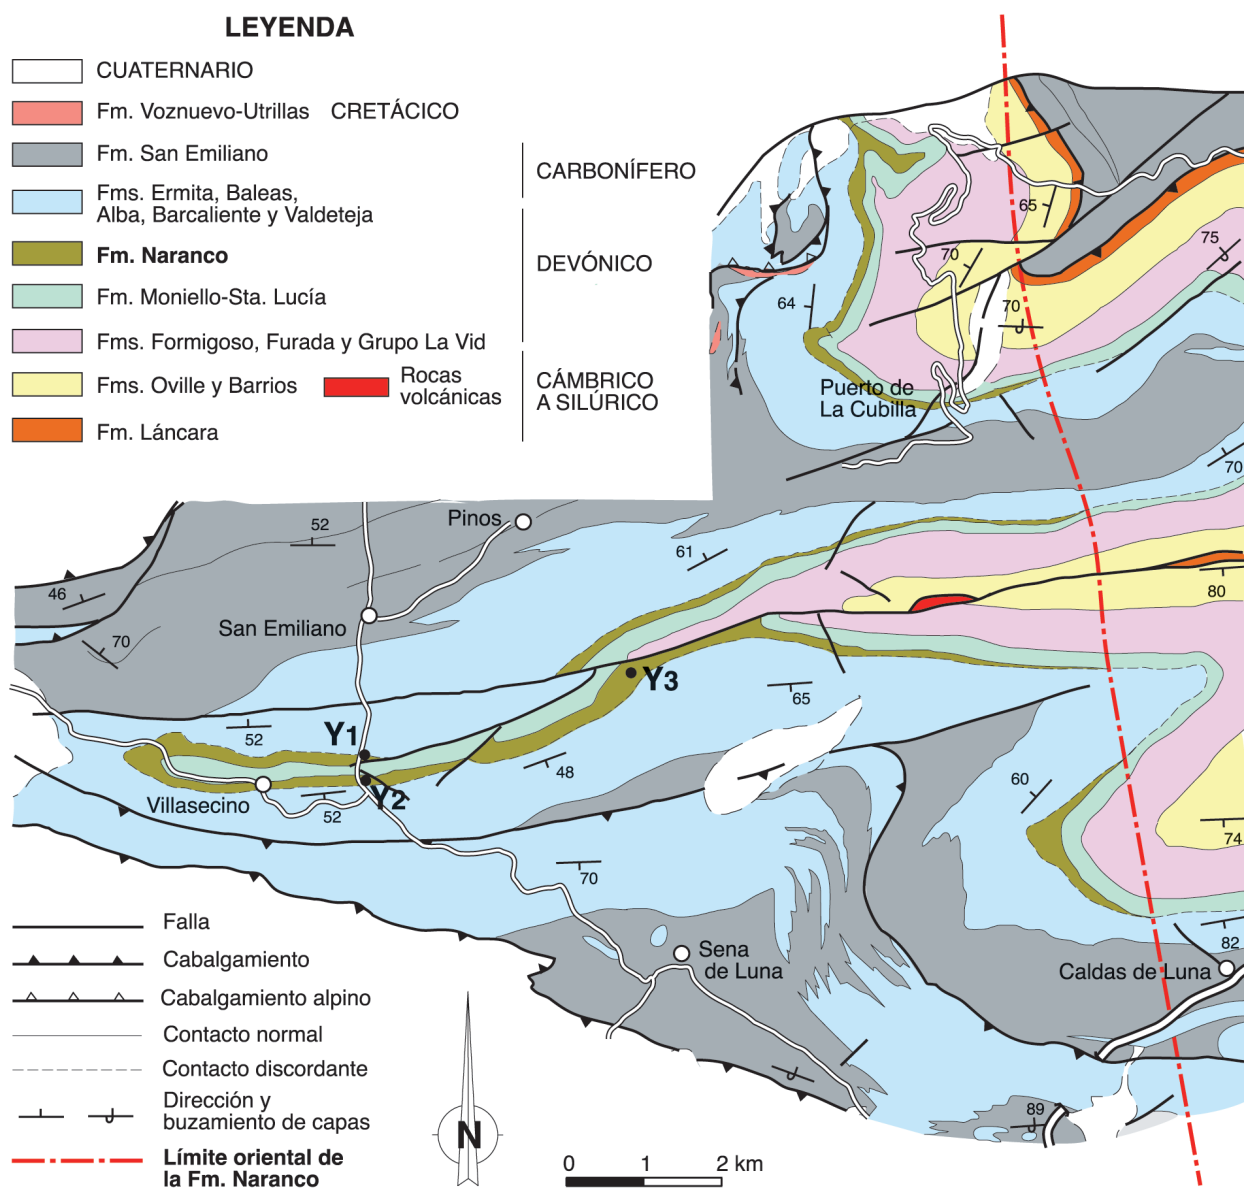 LEYENDA
CUATERNARIO
Fm. Voznuevo-Utrillas CRETÁCICO
Fm. San Emiliano
CARBONÍFERO
Fms. Ermita, Baleas,
Alba, Barcaliente y Valdeteja
Fm. Naranco
DEVÓNICO
Fm. Moniello-Sta. Lucía
Fms. Formigoso, Furada y Grupo La Vid
Fms. Oville y Barrios
Rocas
volcánicas
CÁMBRICO
A SILÚRICO
Fm. Láncara
65
75
70
64
70
Puerto de
La Cubilla
70
52
Pinos
61
46
80
San Emiliano
70
Y3
65
52
Y1
48
60
Villasecino
Y2
52
74
70
82
Sena
de Luna
Caldas de Luna
89
Falla
Cabalgamiento
Cabalgamiento alpino
Contacto normal
Contacto discordante
Dirección y
buzamiento de capas
Límite oriental de
la Fm. Naranco
N
0 1 2 km